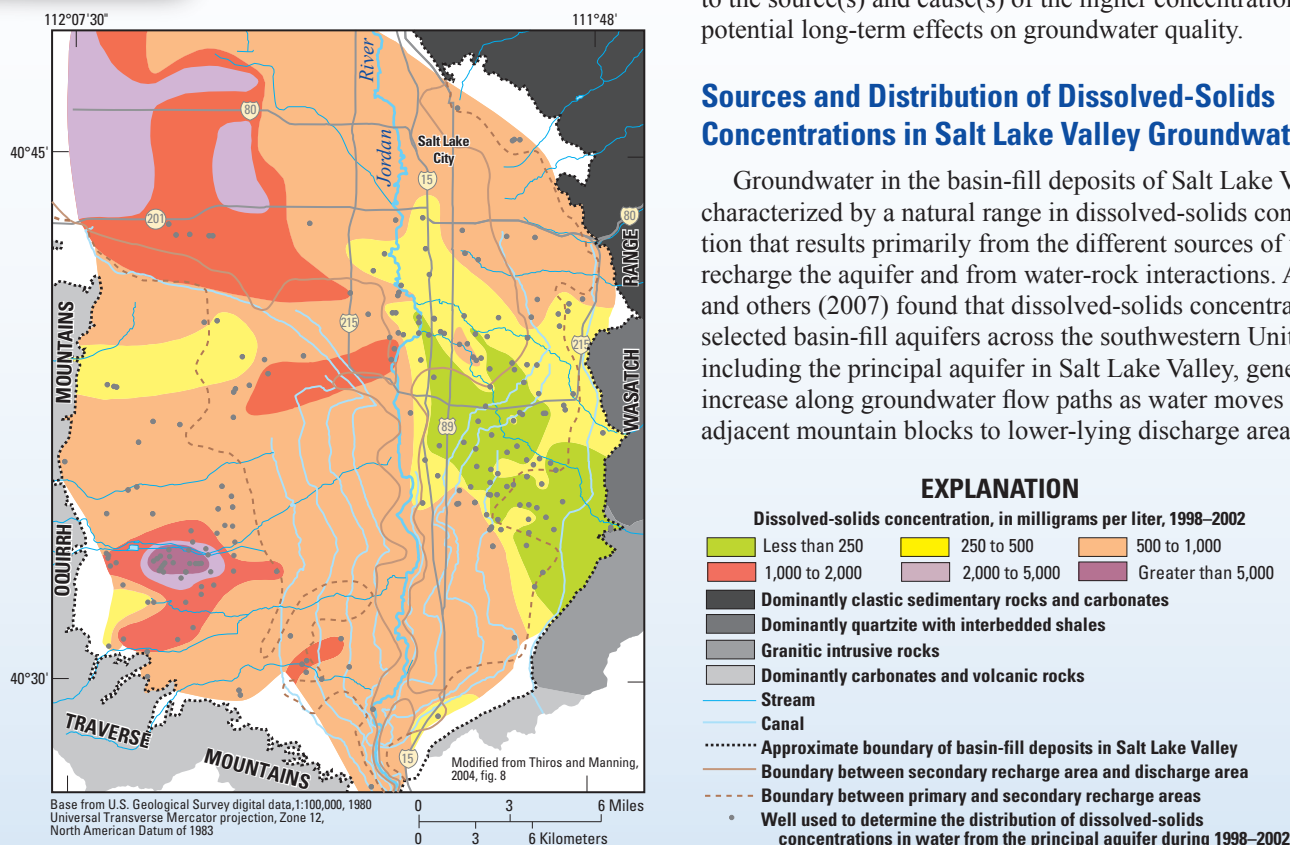 112°07'30"
111°48'
River
80
40°45'
Jordan
Salt Lake
City
15
201
80
RANGE
MOUNTAINS
215
215
WASATCH
89
OQUIRRH
40°30'
TRAVERSE
MOUNTAINS
15
Modified from Thiros and Manning,
2004, fig. 8
Base from U.S. Geological Survey digital data,1:100,000, 1980
Universal Transverse Mercator projection, Zone 12,
North American Datum of 1983
0 3 6 Miles
0 3 6 Kilometers
to the source(s) and cause(s) of the higher concentration
potential long-term effects on groundwater quality.
Sources and Distribution of Dissolved-Solids
Concentrations in Salt Lake Valley Groundwat
Groundwater in the basin-fill deposits of Salt Lake V
characterized by a natural range in dissolved-solids con
tion that results primarily from the different sources of
recharge the aquifer and from water-rock interactions. A
and others (2007) found that dissolved-solids concentra
selected basin-fill aquifers across the southwestern Unit
including the principal aquifer in Salt Lake Valley, gene
increase along groundwater flow paths as water moves
adjacent mountain blocks to lower-lying discharge area
EXPLANATION
Dissolved-solids concentration, in milligrams per liter, 1998–2002
Less than 250 250 to 500 500 to 1,000
1,000 to 2,000 2,000 to 5,000 Greater than 5,000
Dominantly clastic sedimentary rocks and carbonates
Dominantly quartzite with interbedded shales
Granitic intrusive rocks
Dominantly carbonates and volcanic rocks
Stream
Canal
Approximate boundary of basin-fill deposits in Salt Lake Valley
Boundary between secondary recharge area and discharge area
Boundary between primary and secondary recharge areas
Well used to determine the distribution of dissolved-solids
concentrations in water from the principal aquifer during 1998–2002